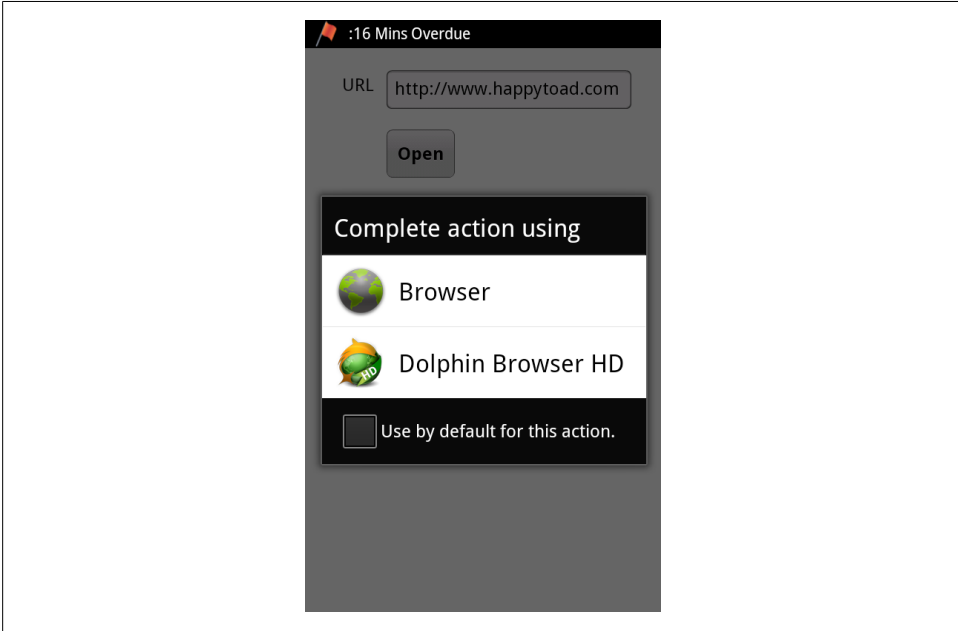 :16 Mins Overdue
URL http://www.happytoad.com
Open
Complete action using
Browser
HD
Dolphin Browser HD
Use by default for this action.